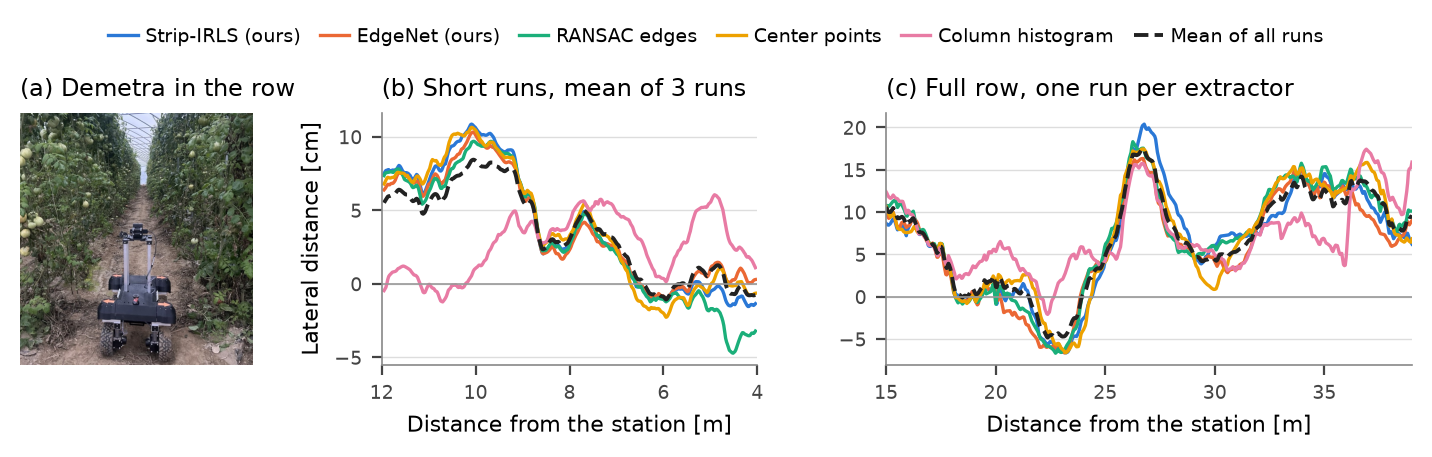 Strip-IRLS (ours) EdgeNet (ours) RANSAC edges Center points Column histogram Mean of all runs
(a) Demetra in the row
(b) Short runs, mean of 3 runs
Lateral distance [cm]
10
5
0
−5
12 10 8 6 4
Distance from the station [m]
(c) Full row, one run per extractor
20
15
10
5
0
−5
15 20 25 30 35
Distance from the station [m]